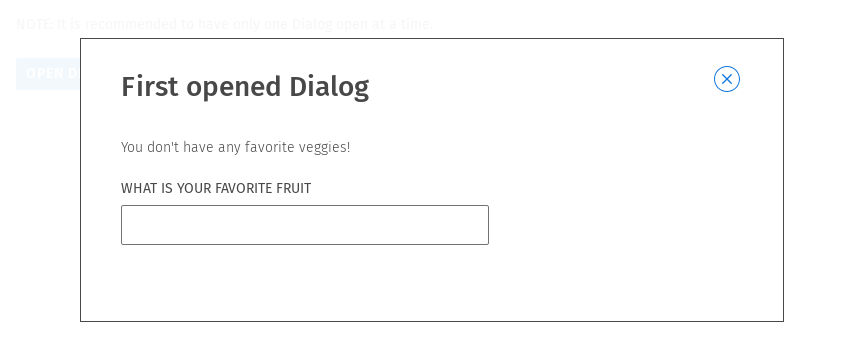 NOTE: It is recommended to have only one Dialog open at a time.
OPEN D
First opened Dialog
You don't have any favorite veggies!
WHAT IS YOUR FAVORITE FRUIT